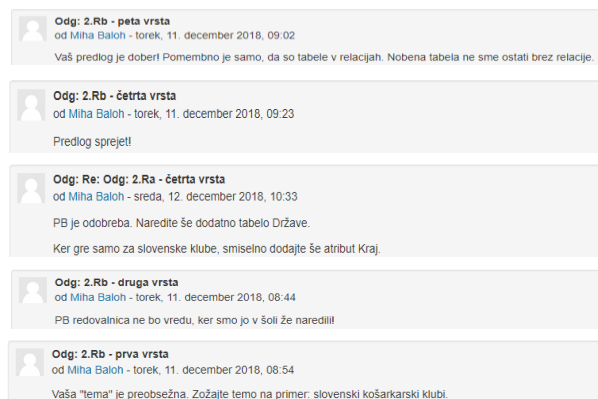 Odg: 2.Rb - peta vrsta
od Miha Baloh - torek, 11. december 2018, 09:02
Vaš predlog je dober! Pomembno je samo, da so tabele v relacijah. Nobena tabela ne sme ostati brez relacije.
Odg: 2.Rb - četrta vrsta
od Miha Baloh - torek, 11. december 2018, 09:23
Predlog sprejet!
Odg: Re: Odg: 2.Ra - četrta vrsta
od Miha Baloh - sreda, 12. december 2018, 10:33
PB je odobreba. Naredite še dodatno tabelo Države.
Ker gre samo za slovenske klube, smiselno dodajte še atribut Kraj.
Odg: 2.Rb - druga vrsta
od Miha Baloh - torek, 11. december 2018, 08:44
PB redovalnica ne bo vredu, ker smo jo v šoli že naredili!
Odg: 2.Rb - prva vrsta
od Miha Baloh - torek, 11. december 2018, 08:54
Vaša "tema" je preobsežna. Zožajte temo na primer: slovenski košarkarski klubi.